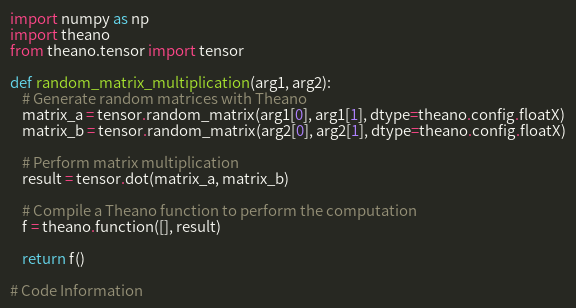 import numpy as np
import theano
from theano.tensor import tensor
def random_matrix_multiplication(arg1, arg2):
# Generate random matrices with Theano
matrix_a = tensor.random_matrix(arg1[0], arg1[1], dtype=theano.config.floatX)
matrix_b = tensor.random_matrix(arg2[0], arg2[1], dtype=theano.config.floatX)
# Perform matrix multiplication
result = tensor.dot(matrix_a, matrix_b)
# Compile a Theano function to perform the computation
f = theano.function([], result)
return f()
# Code Information